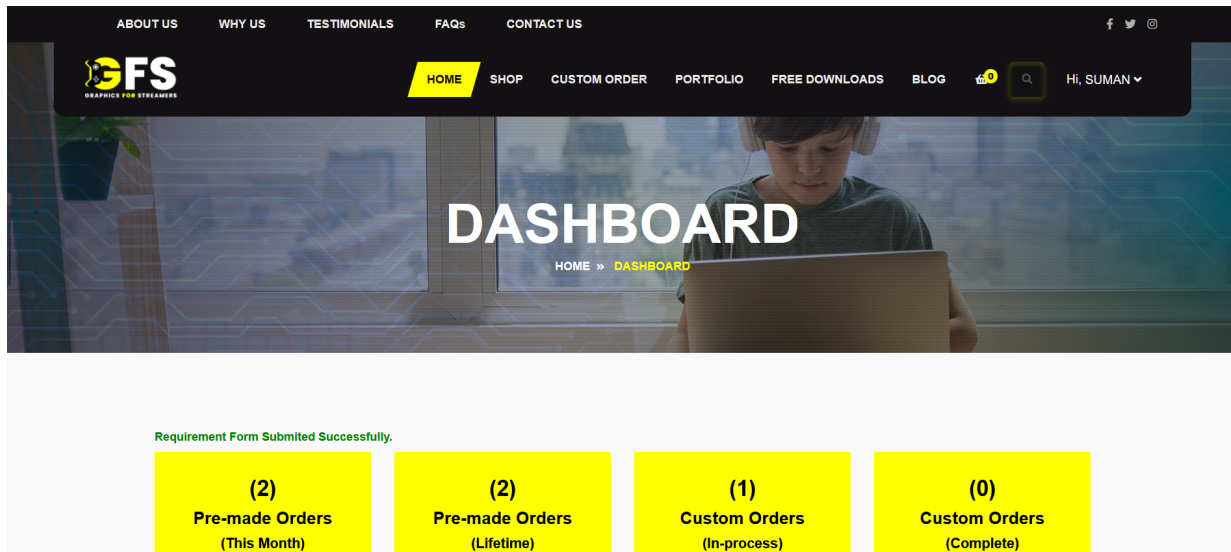 ABOUT US WHY US TESTIMONIALS FAQs CONTACT US
GFS
GRAPHICS FOR STREAMERS
HOME SHOP CUSTOM ORDER PORTFOLIO FREE DOWNLOADS BLOG 0 Hi, SUMAN
DASHBOARD
HOME » DASHBOARD
Requirement Form Submited Successfully.
(2) (2) (1) (0)
Pre-made Orders Pre-made Orders Custom Orders Custom Orders
(This Month) (Lifetime) (In-process) (Complete)